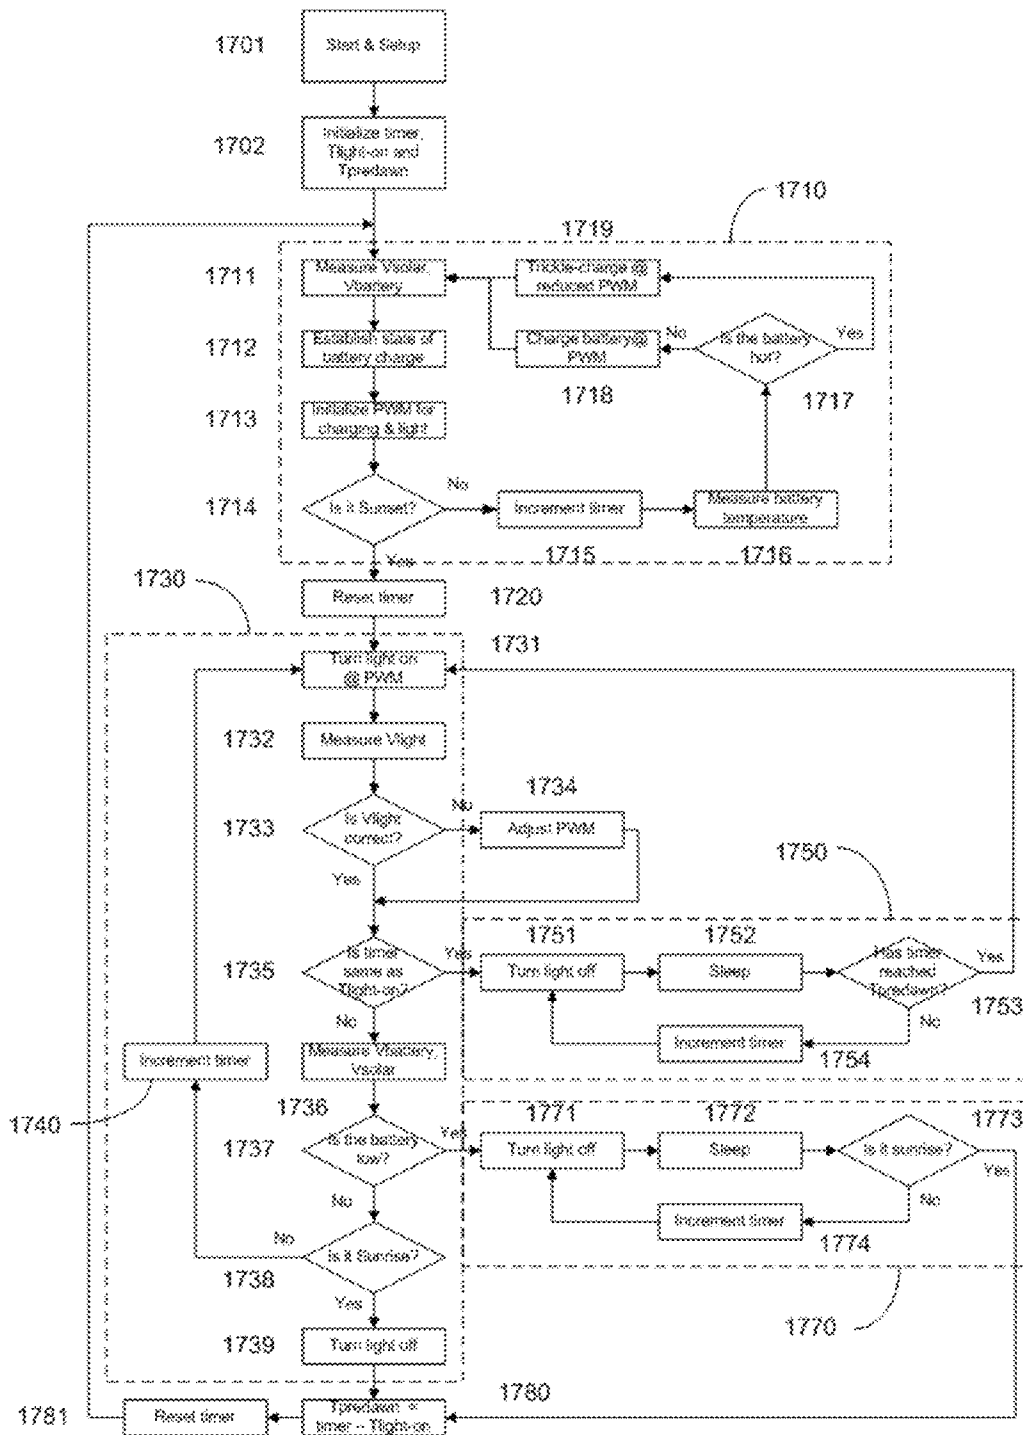 1701
Start & Setup
1702
Initialize timer,
Tlight-on and
Tpredawn
1710
1719
1711
Measure Vsolar,
Vbattery
Trickle-charge @
reduced PWM
1712
Establish state of
battery charge
Charge battery@
PWM
No
Is the battery
hot?
Yes
1718
1717
1713
Initialize PWM for
charging & light
1714
Is it Sunset?
No
Increment timer
Measure battery
temperature
1715
1716
Yes
1730
Reset timer
1720
1731
Turn light on
@ PWM
1732
Measure Vlight
1734
1733
Is Vlight
correct?
No
Adjust PWM
Yes
1750
1751
1752
1735
Is timer
same as
Tlight-on?
Yes
Turn light off
Sleep
Has timer
reached
Tpredawn?
Yes
1753
No
No
Increment timer
Measure Vbattery,
Vsolar
Increment timer
1754
1740
1736
1771
1772
1773
1737
Is the battery
low?
Yes
Turn light off
Sleep
Is it sunrise?
Yes
No
No
Increment timer
1774
No
Is it Sunrise?
1738
Yes
1770
1739
Turn light off
1780
1781
Reset timer
Tpredawn =
timer - Tlight-on